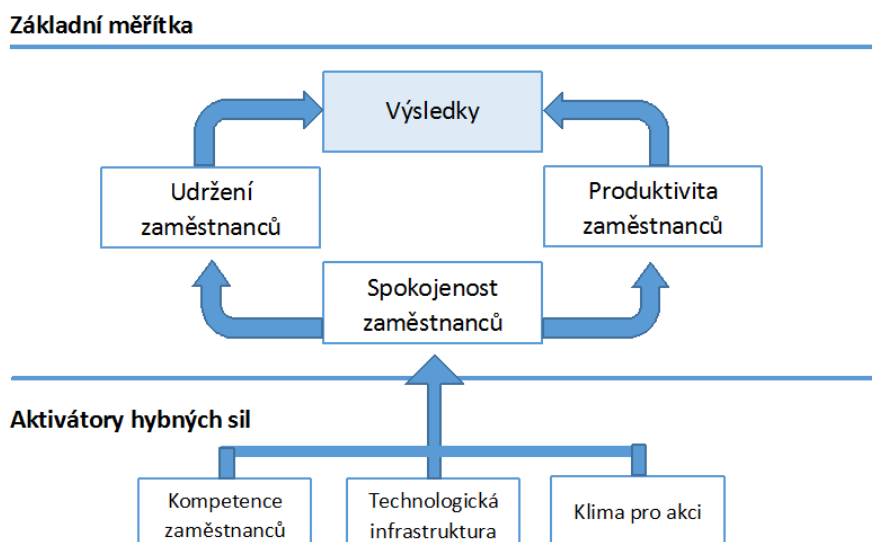 Základní měřítka
Výsledky
Udržení
zaměstnanců
Produktivita
zaměstnanců
Spokojenost
zaměstnanců
Aktivátory hybných sil
Kompetence
zaměstnanců
Technologická
infrastruktura
Klima pro akci